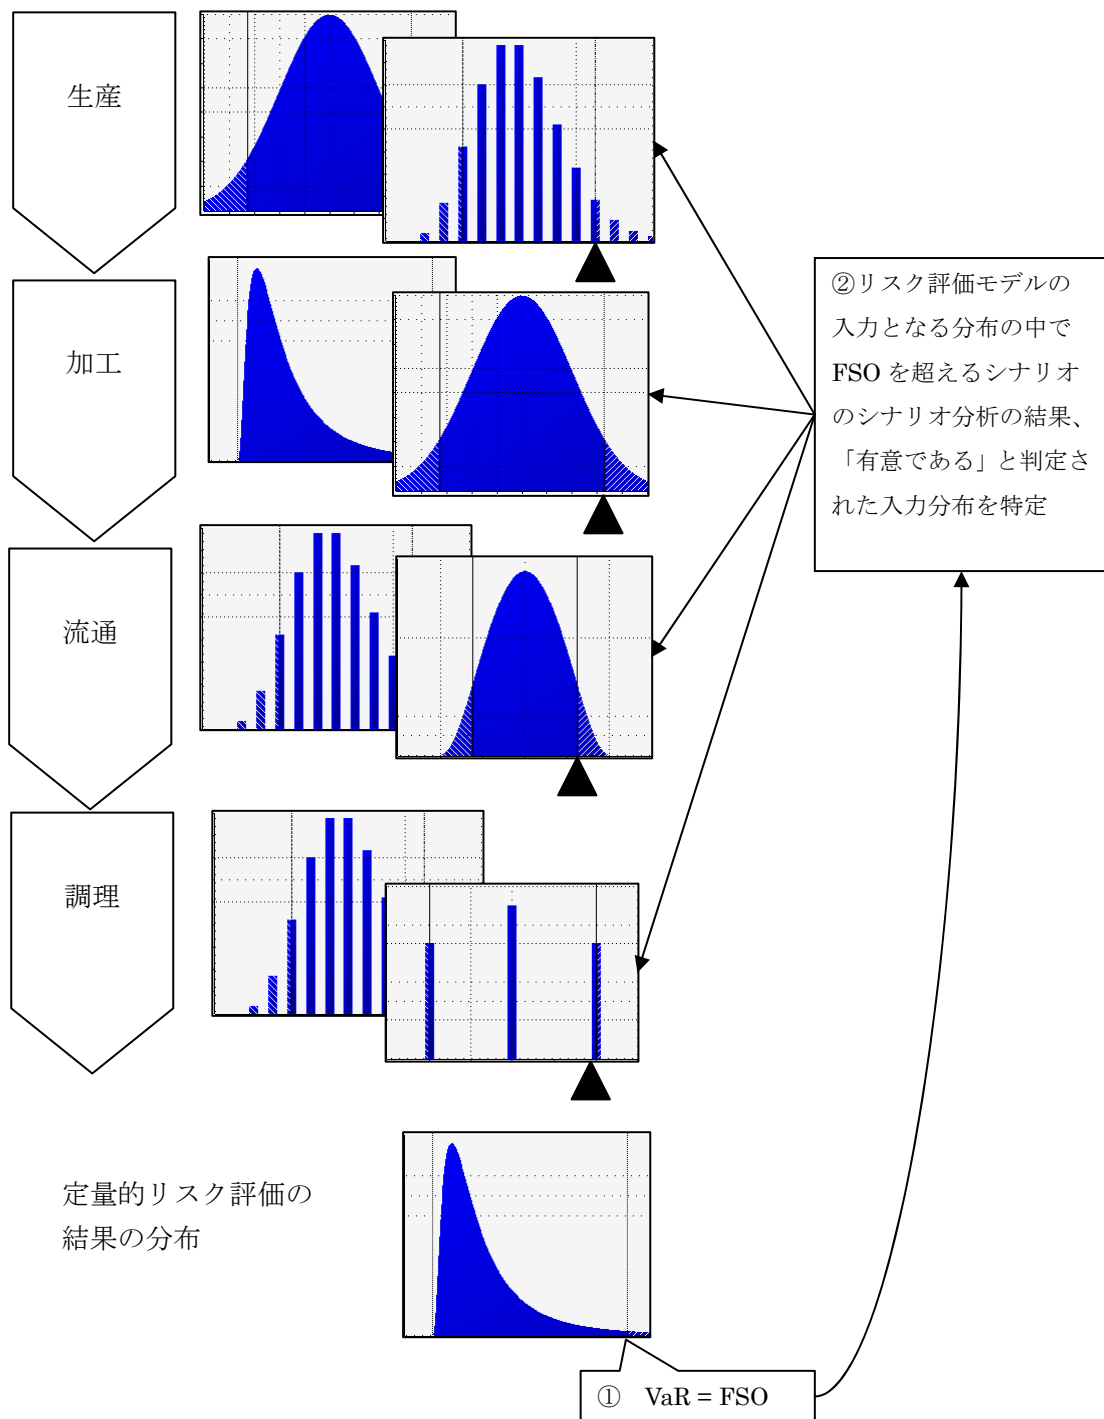 生産
加工
流通
調理
②リスク評価モデルの
入力となる分布の中で
FSO を超えるシナリオ
のシナリオ分析の結果、
「有意である」と判定さ
れた入力分布を特定
定量的リスク評価の
結果の分布
① VaR = FSO